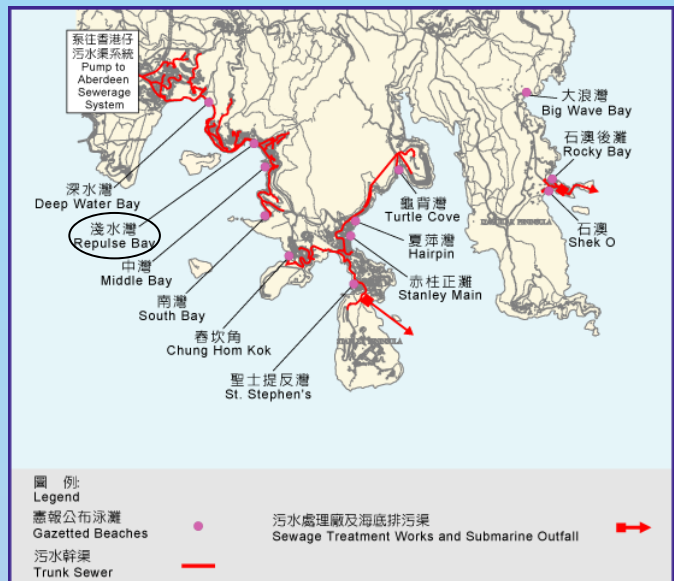 泵往香港仔
污水渠系統
Pump to
Aberdeen
Sewerage
System
大浪灣
Big Wave Bay
石澳後灘
Rocky Bay
深水灣
Deep Water Bay
龜背灣
Turtle Cove
淺水灣
Repulse Bay
石澳
Shek O
夏萍灣
Hairpin
中灣
Middle Bay
赤柱正灘
Stanley Main
南灣
South Bay
舂坎角
Chung Hom Kok
聖士提反灣
St. Stephen's
圖 例:
Legend
憲報公布泳灘
Gazetted Beaches
污水處理廠及海底排污渠
Sewage Treatment Works and Submarine Outfall
污水幹渠
Trunk Sewer